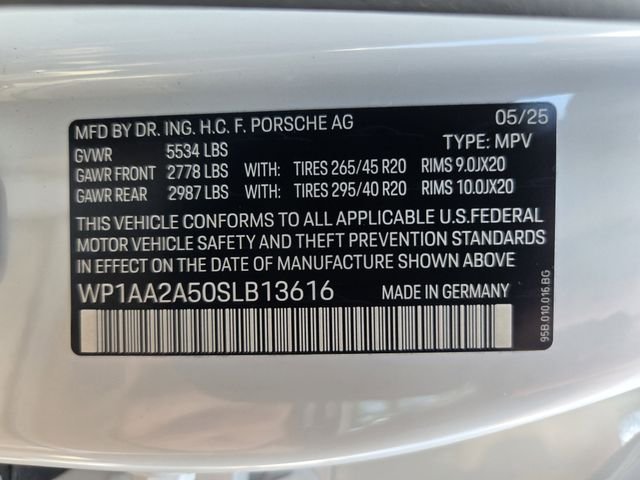 MFD BY DR. ING. H.C. F. PORSCHE AG 05/25
GVWR 5534 LBS TYPE: MPV
GAWR FRONT 2778 LBS WITH: TIRES 265/45 R20 RIMS 9.0JX20
GAWR REAR 2987 LBS WITH: TIRES 295/40 R20 RIMS 10.0JX20
THIS VEHICLE CONFORMS TO ALL APPLICABLE U.S.FEDERAL
MOTOR VEHICLE SAFETY AND THEFT PREVENTION STANDARDS
IN EFFECT ON THE DATE OF MANUFACTURE SHOWN ABOVE
WP1AA2A50SLB13616 MADE IN GERMANY
95B.010.016 BG